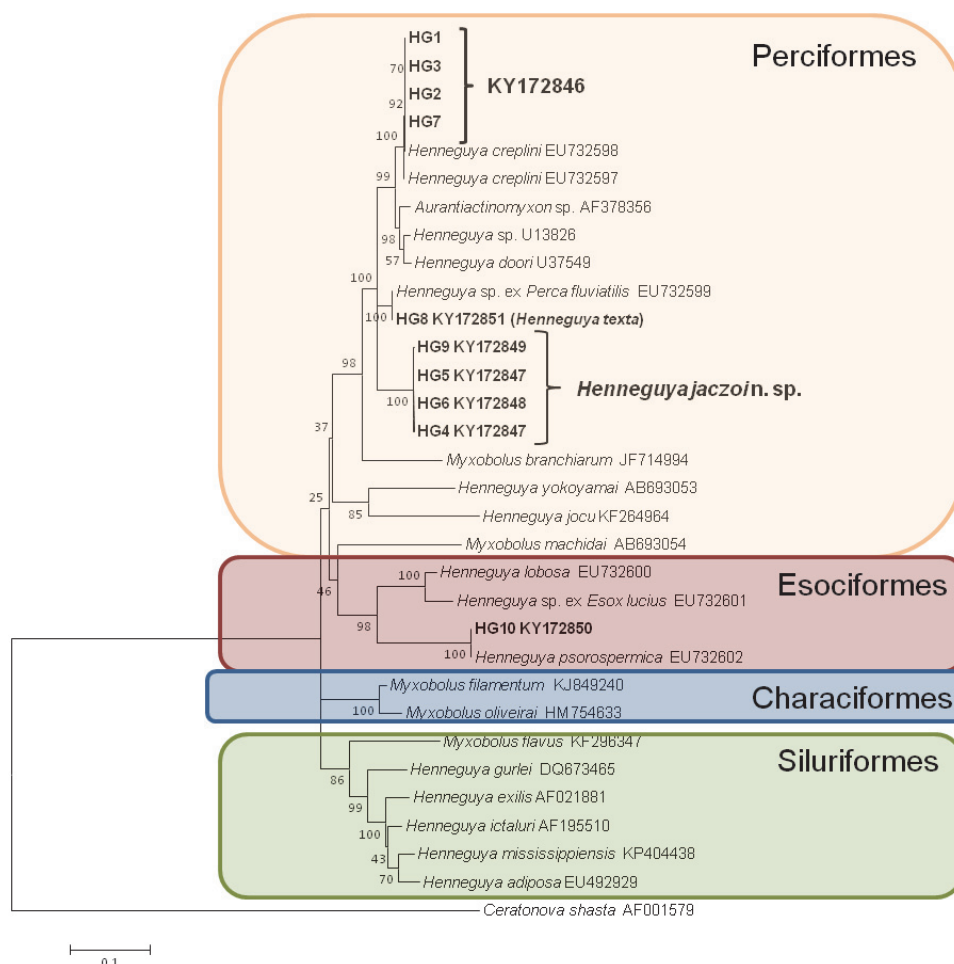 HG1
Perciformes
70
HG3
KY172846
92
HG2
100
HG7
Henneguya creplini EU732598
99
Henneguya creplini EU732597
Aurantiactinomyxon sp. AF378356
98
Henneguya sp. U13826
57
Henneguya doori U37549
100
Henneguya sp. ex Perca fluviatilis EU732599
100
HG8 KY172851 (Henneguya texta)
98
HG9 KY172849
HG5 KY172847
Henneguya jaczoi n. sp.
100
HG6 KY172848
HG4 KY172847
37
Myxobolus branchiarum JF714994
25
Henneguya yokoyamai AB693053
85
Henneguya jocu KF264964
Myxobolus machidai AB693054
46
100
Henneguya lobosa EU732600
Esociformes
Henneguya sp. ex Esox lucius EU732601
98
HG10 KY172850
100
Henneguya psorospermica EU732602
Myxobolus filamentum KJ849240
Characiformes
100
Myxobolus oliveirai HM754633
Myxobolus flavus KF296347
Siluriformes
86
Henneguya gurlei DQ673465
99
Henneguya exilis AF021881
100
Henneguya ictaluri AF195510
43
Henneguya mississippiensis KP404438
70
Henneguya adiposa EU492929
Ceratonova shasta AF001579
0.1